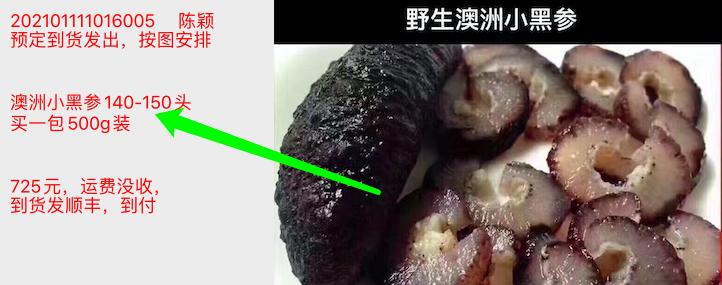 202101111016005 陈颖
预定到货发出，按图安排
澳洲小黑参140-150头
买一包500g装
725元，运费没收，
到货发顺丰，到付
野生澳洲小黑参